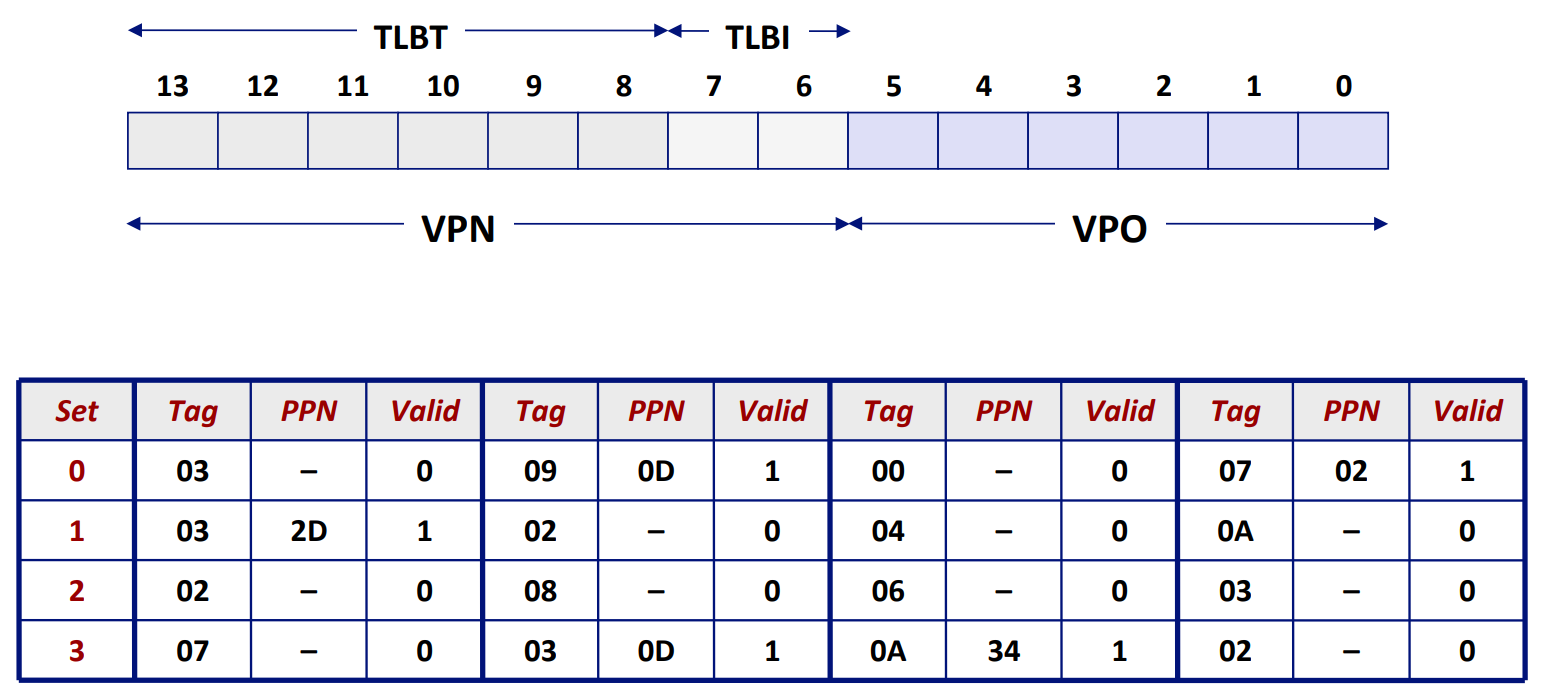 TLBT TLBI
13 12 11 10 9 8 7 6 5 4 3 2 1 0
VPN VPO
Set Tag PPN Valid Tag PPN Valid Tag PPN Valid Tag PPN Valid
0 03 – 0 09 0D 1 00 – 0 07 02 1
1 03 2D 1 02 – 0 04 – 0 0A – 0
2 02 – 0 08 – 0 06 – 0 03 – 0
3 07 – 0 03 0D 1 0A 34 1 02 – 0